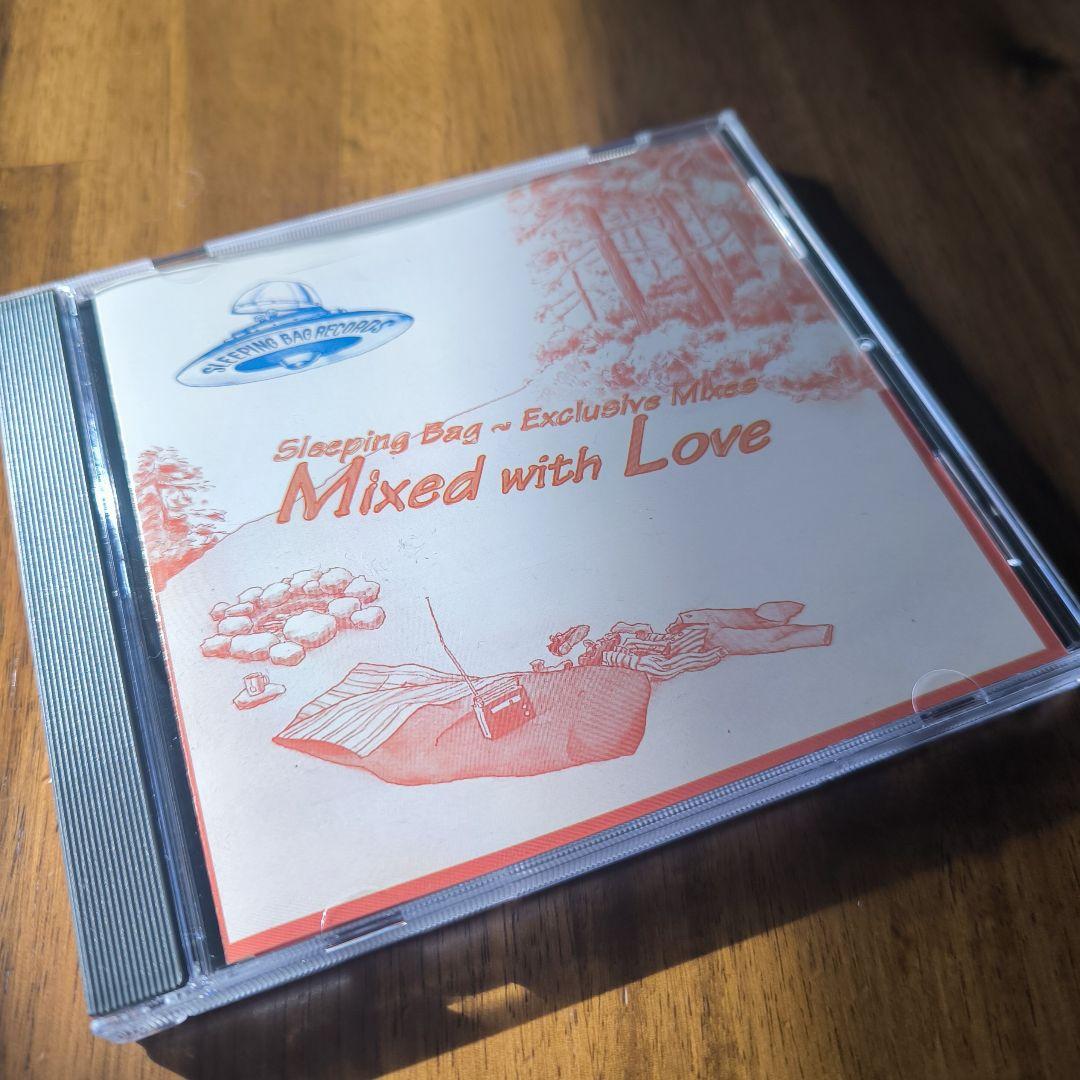 SLEEPING BAG RECORDS
Sleeping Bag ~ Exclusive Mixes
Mixed with Love